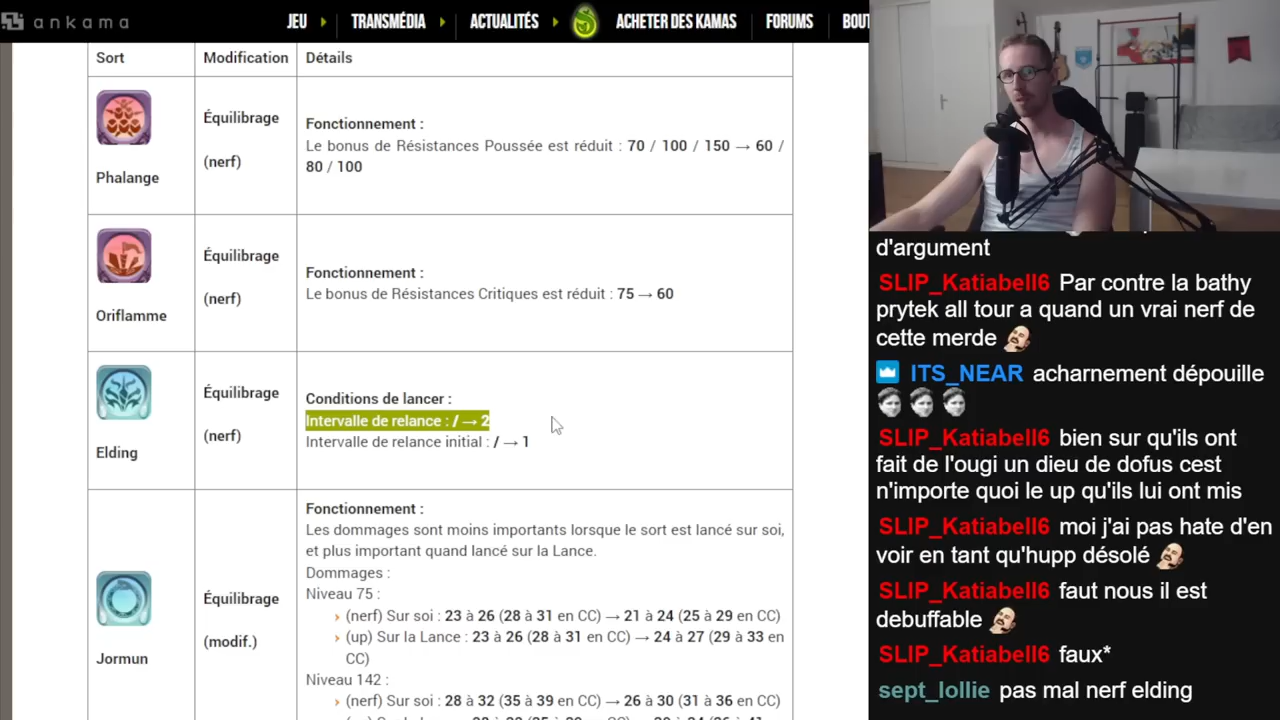 ankama JEU TRANSMÉDIA ACTUALITÉS ACHETER DES KAMAS FORUMS BOUT
Sort Modification Détails
Équilibrage
(nerf)
Phalange
Fonctionnement :
Le bonus de Résistances Poussée est réduit : 70 / 100 / 150 → 60 /
80 / 100
Équilibrage
(nerf)
Oriflamme
Fonctionnement :
Le bonus de Résistances Critiques est réduit : 75 → 60
Équilibrage
(nerf)
Elding
Conditions de lancer :
Intervalle de relance : / → 2
Intervalle de relance initial : / → 1
Équilibrage
(modif.)
Jormun
Fonctionnement :
Les dommages sont moins importants lorsque le sort est lancé sur soi,
et plus important quand lancé sur la Lance.
Dommages :
Niveau 75 :
(nerf) Sur soi : 23 à 26 (28 à 31 en CC) → 21 à 24 (25 à 29 en CC)
(up) Sur la Lance : 23 à 26 (28 à 31 en CC) → 24 à 27 (29 à 33 en
CC)
Niveau 142 :
(nerf) Sur soi : 28 à 32 (35 à 39 en CC) → 26 à 30 (31 à 36 en CC)
d'argument
SLIP_Katiabell6 Par contre la bathy
prytek all tour a quand un vrai nerf de
cette merde
ITS_NEAR acharnement dépouille
SLIP_Katiabell6 bien sur qu'ils ont
fait de l'ougi un dieu de dofus cest
n'importe quoi le up qu'ils lui ont mis
SLIP_Katiabell6 moi j'ai pas hate d'en
voir en tant qu'hupp désolé
SLIP_Katiabell6 faut nous il est
debuffable
SLIP_Katiabell6 faux*
sept_lollie pas mal nerf elding